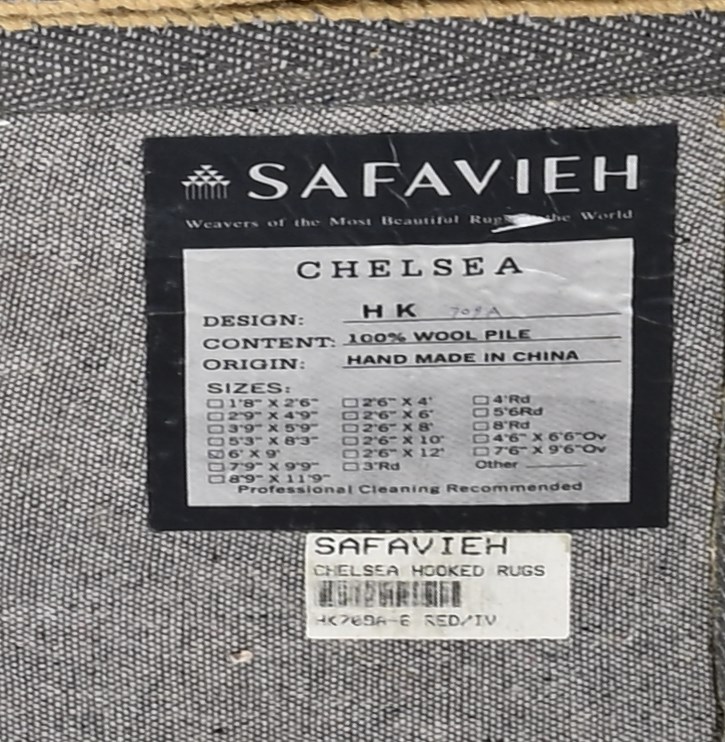 SAFAVIEH
Weavers of the Most Beautiful Rugs the World
CHELSEA
DESIGN: HK
CONTENT: 100% WOOL PILE
ORIGIN: HAND MADE IN CHINA
SIZES:
1'8" X 2'6" 2'6" X 4' 4'Rd
2'9" X 4'9" 2'6" X 6' 5'6Rd
3'9" X 5'9" 2'6" X 8' 8'Rd
5'3" X 8'3" 2'6" X 10' 4'6" X 6'6"Ov
6' X 9' 2'6" X 12' 7'6" X 9'6"Ov
7'9" X 9'9" 3'Rd Other
8'9" X 11'9"
Professional Cleaning Recommended
SAFAVIEH
CHELSEA HOOKED RUGS
RED/IV